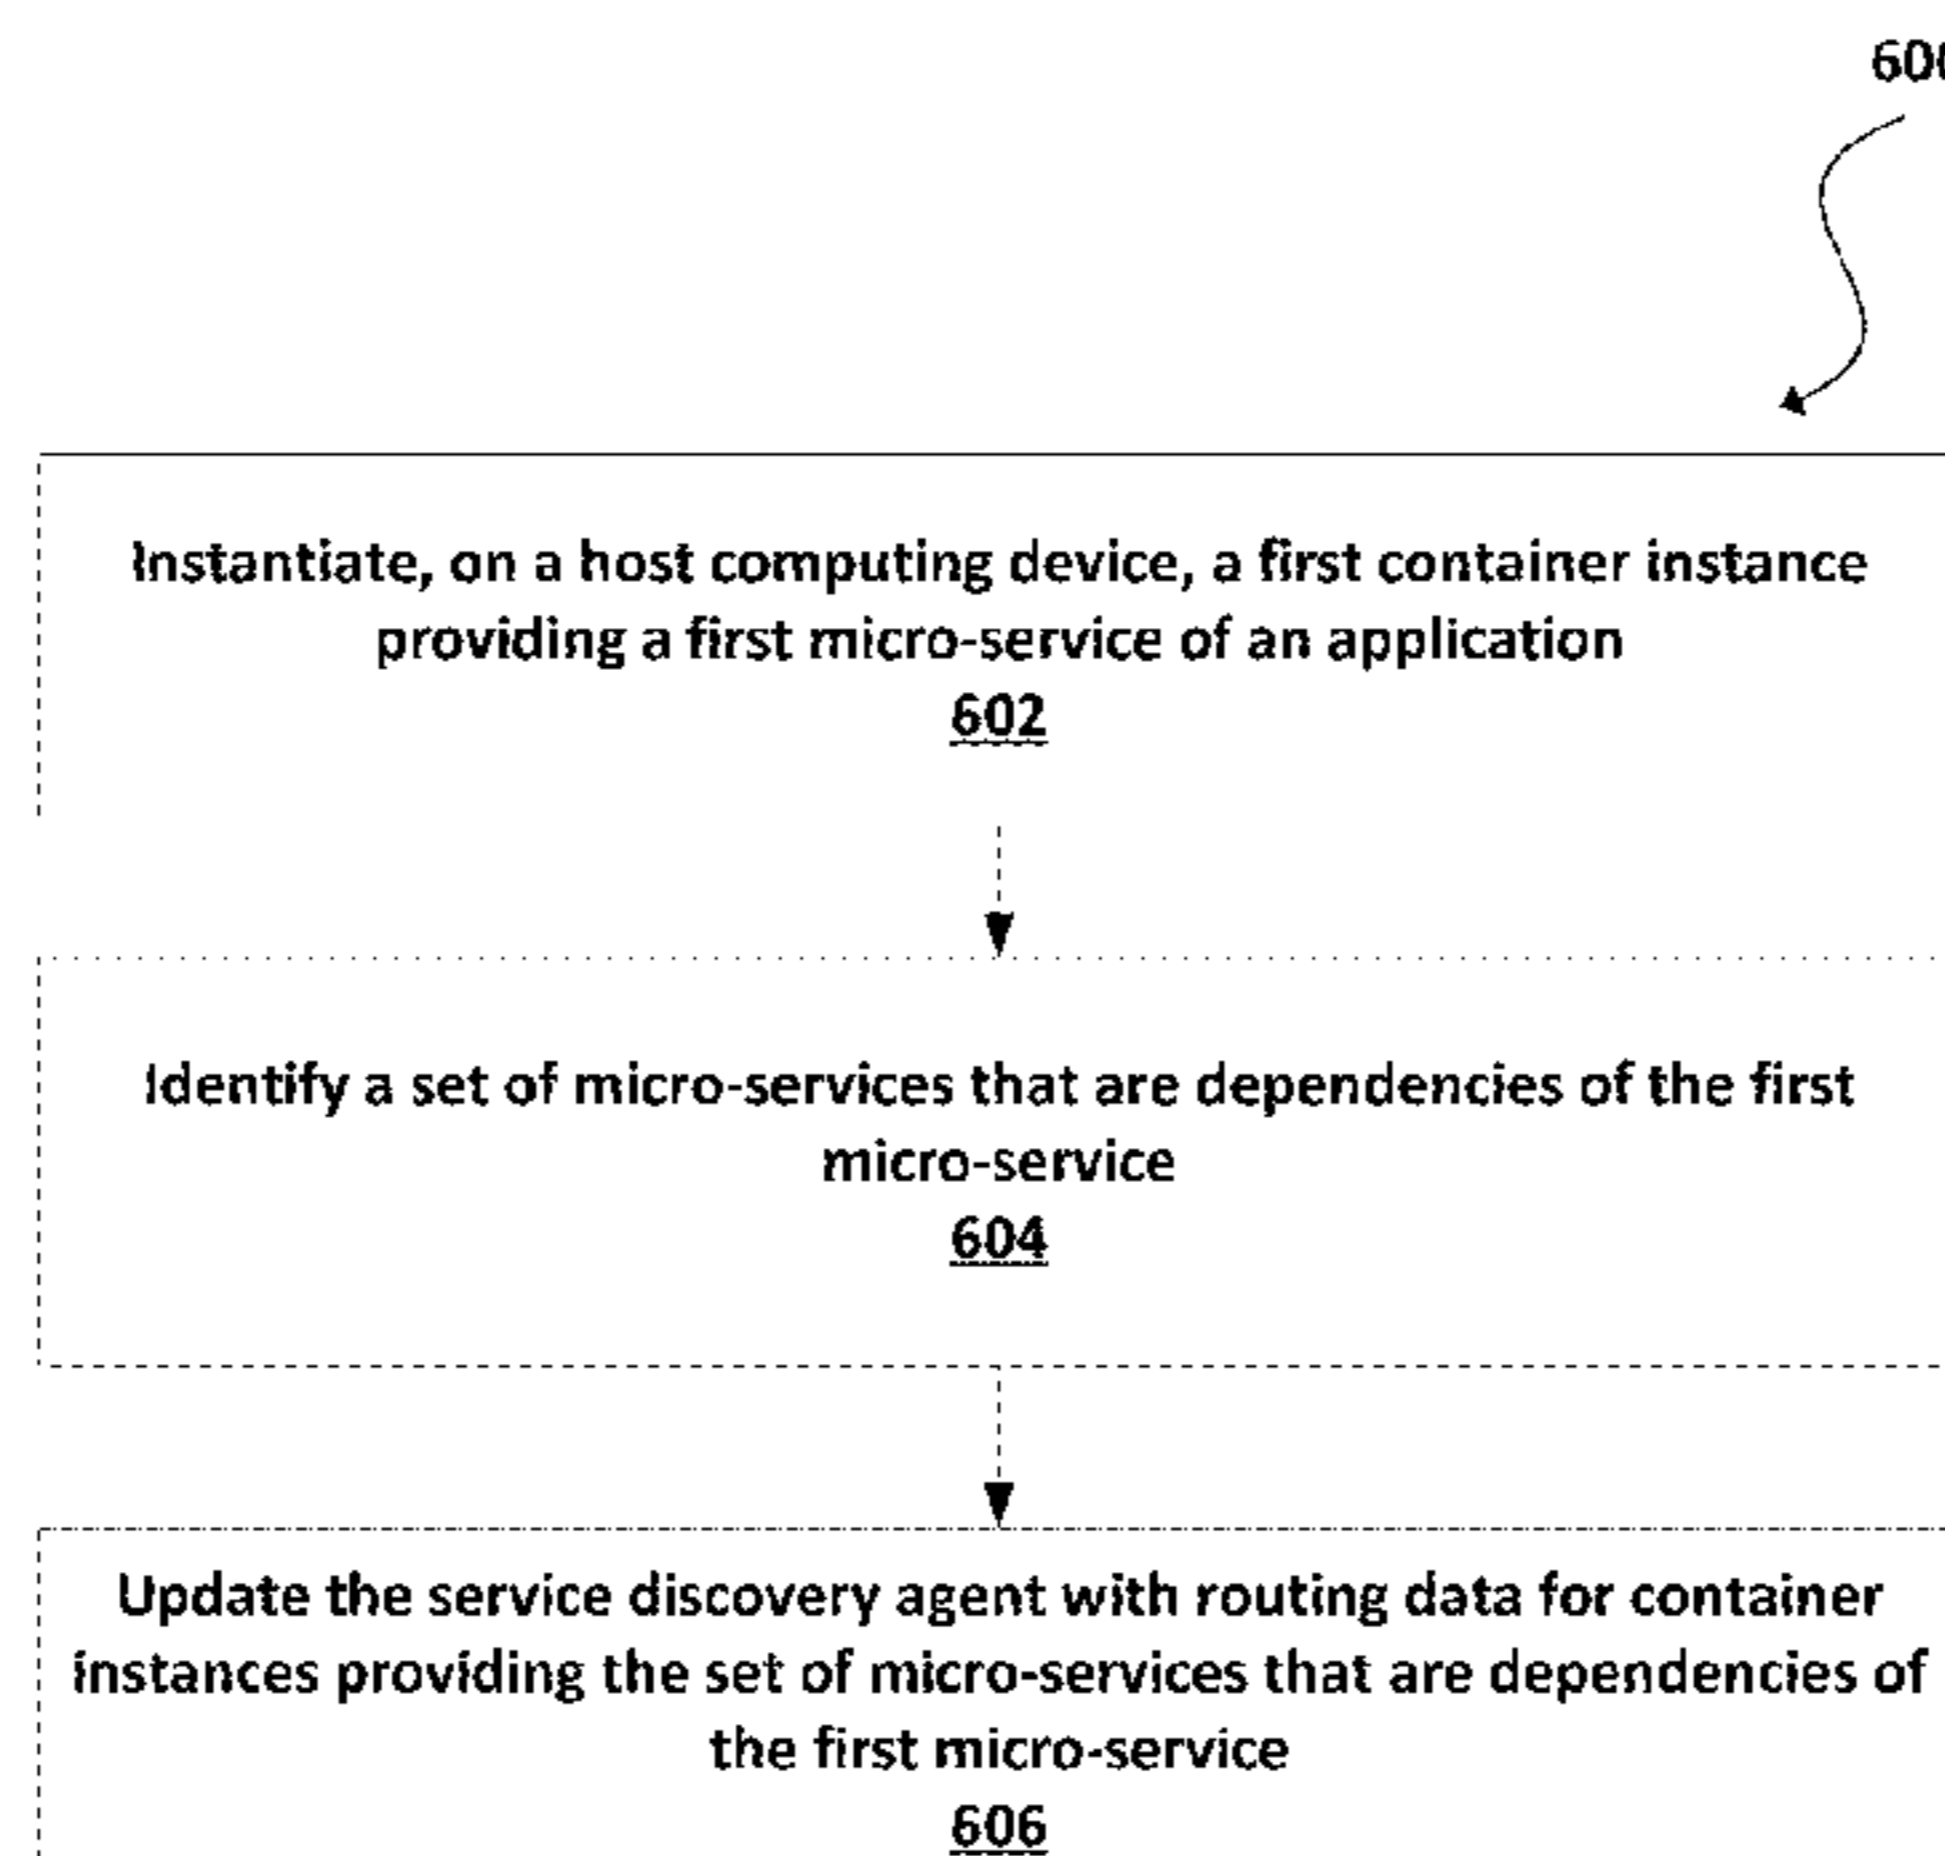 Instantiate, on a host computing device, a first container instance
providing a first micro-service of an application
602
Identify a set of micro-services that are dependencies of the first
micro-service
604
Update the service discovery agent with routing data for container
instances providing the set of micro-services that are dependencies of
the first micro-service
606